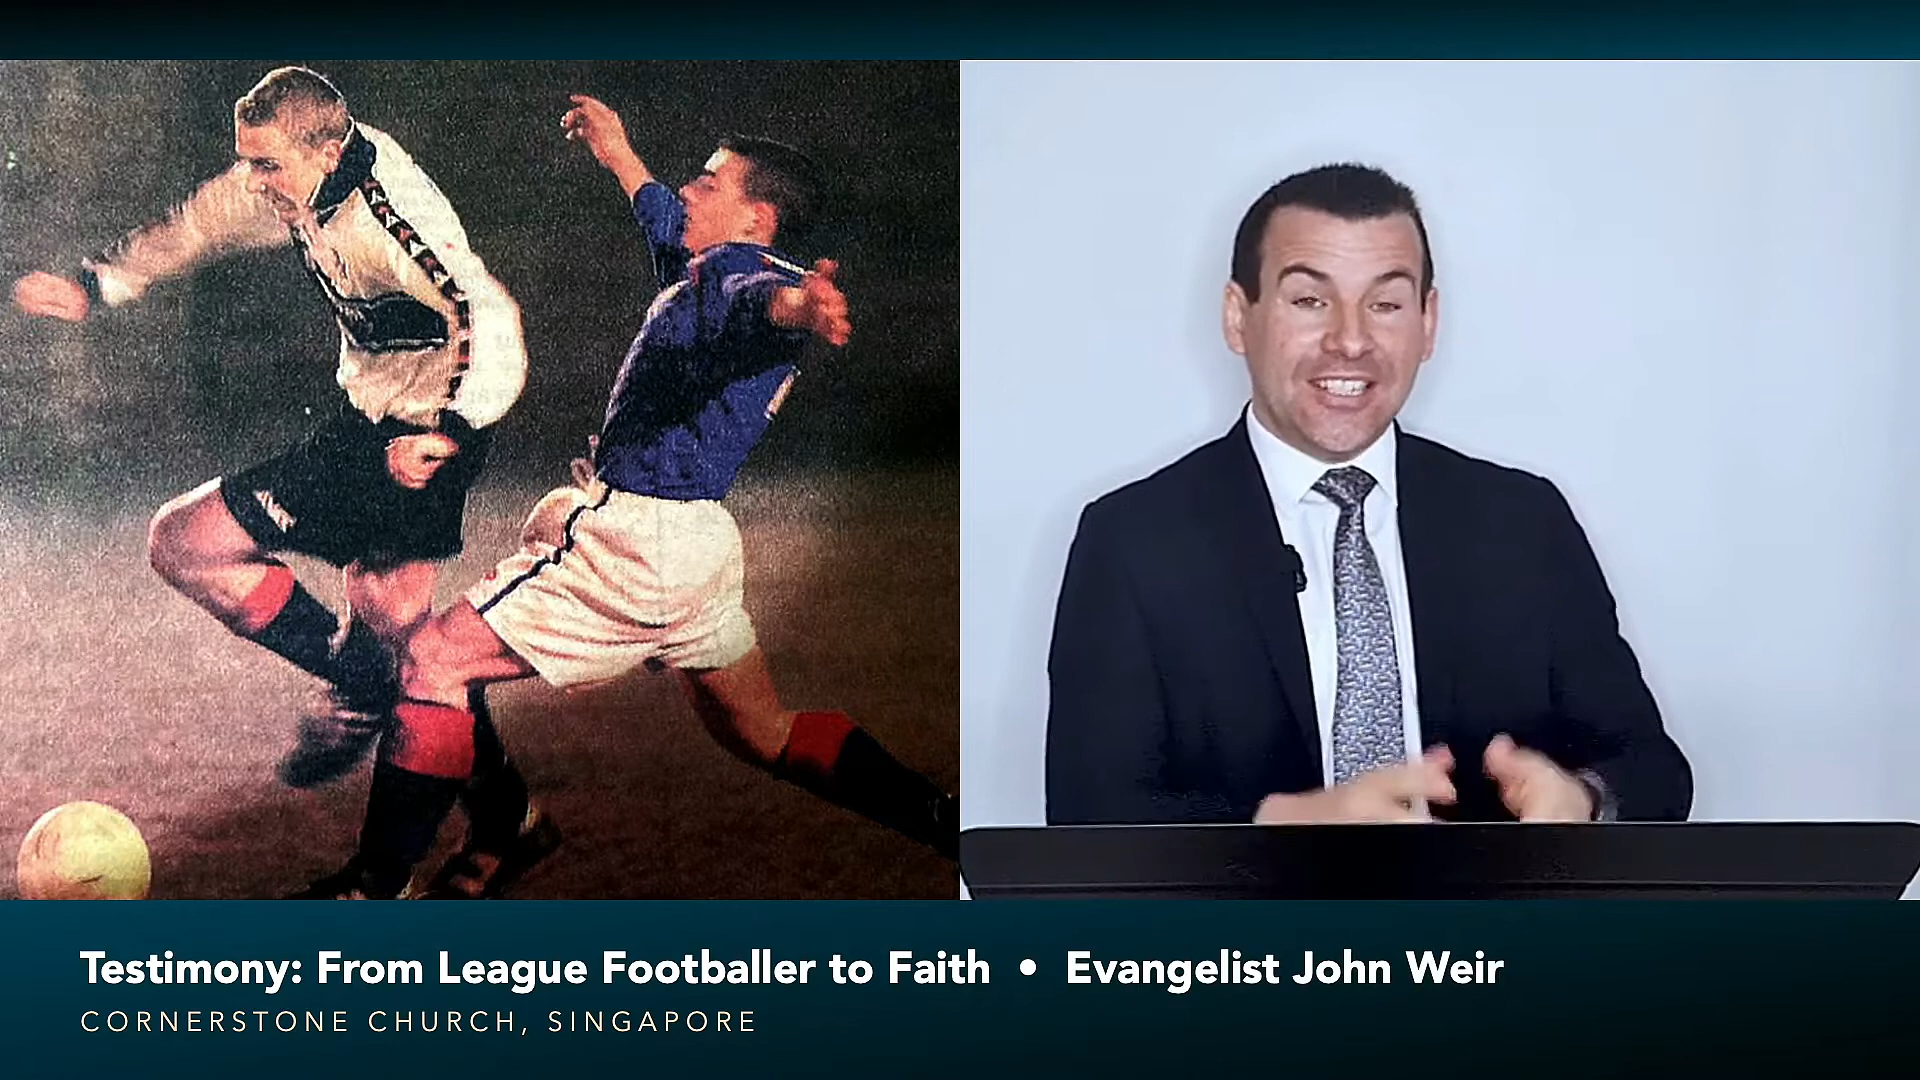 Testimony: From League Footballer to Faith • Evangelist John Weir
CORNERSTONE CHURCH, SINGAPORE